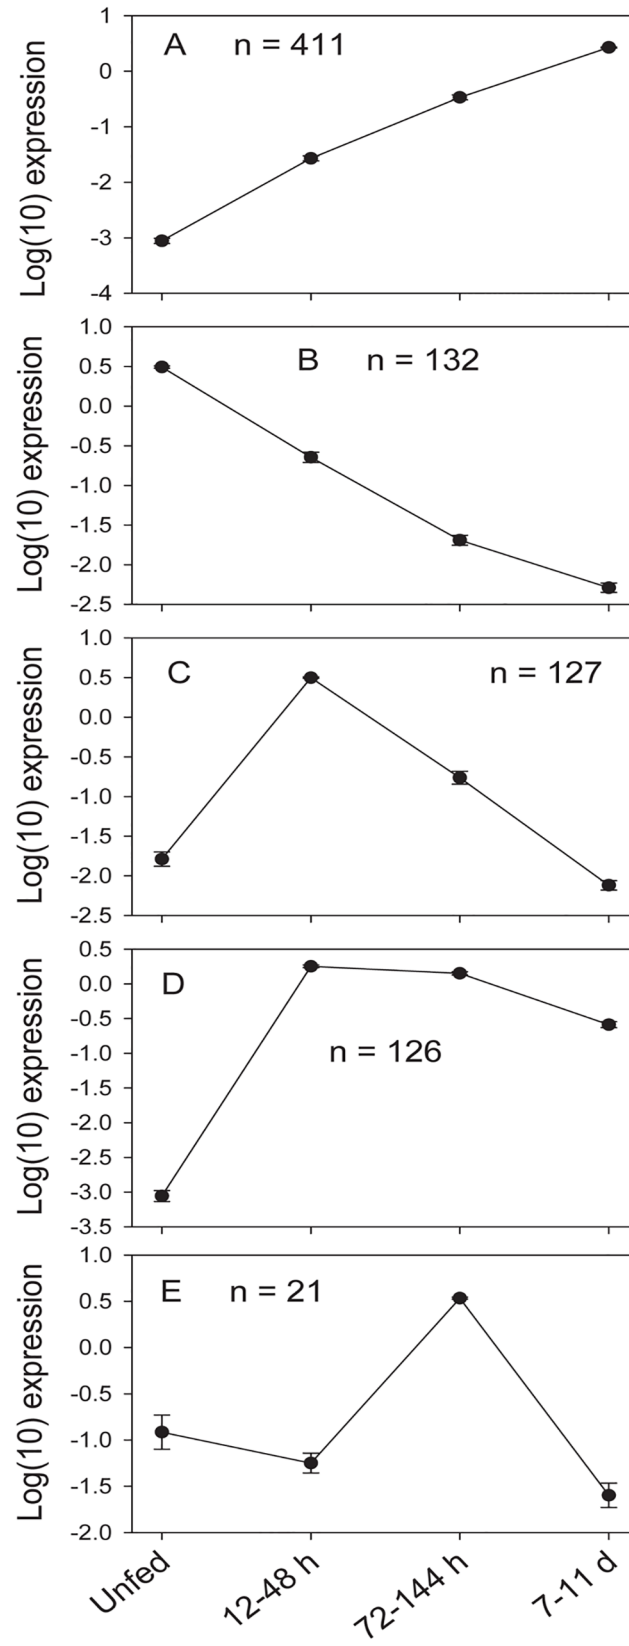 A n = 411
Log(10) expression
1
0
-1
-2
-3
-4
B n = 132
Log(10) expression
1.0
0.5
0.0
-0.5
-1.0
-1.5
-2.0
-2.5
C n = 127
Log(10) expression
1.0
0.5
0.0
-0.5
-1.0
-1.5
-2.0
-2.5
D
n = 126
Log(10) expression
0.5
0.0
-0.5
-1.0
-1.5
-2.0
-2.5
-3.0
-3.5
E n = 21
Log(10) expression
1.0
0.5
0.0
-0.5
-1.0
-1.5
-2.0
Unfed
12-48 h
72-144 h
7-11 d